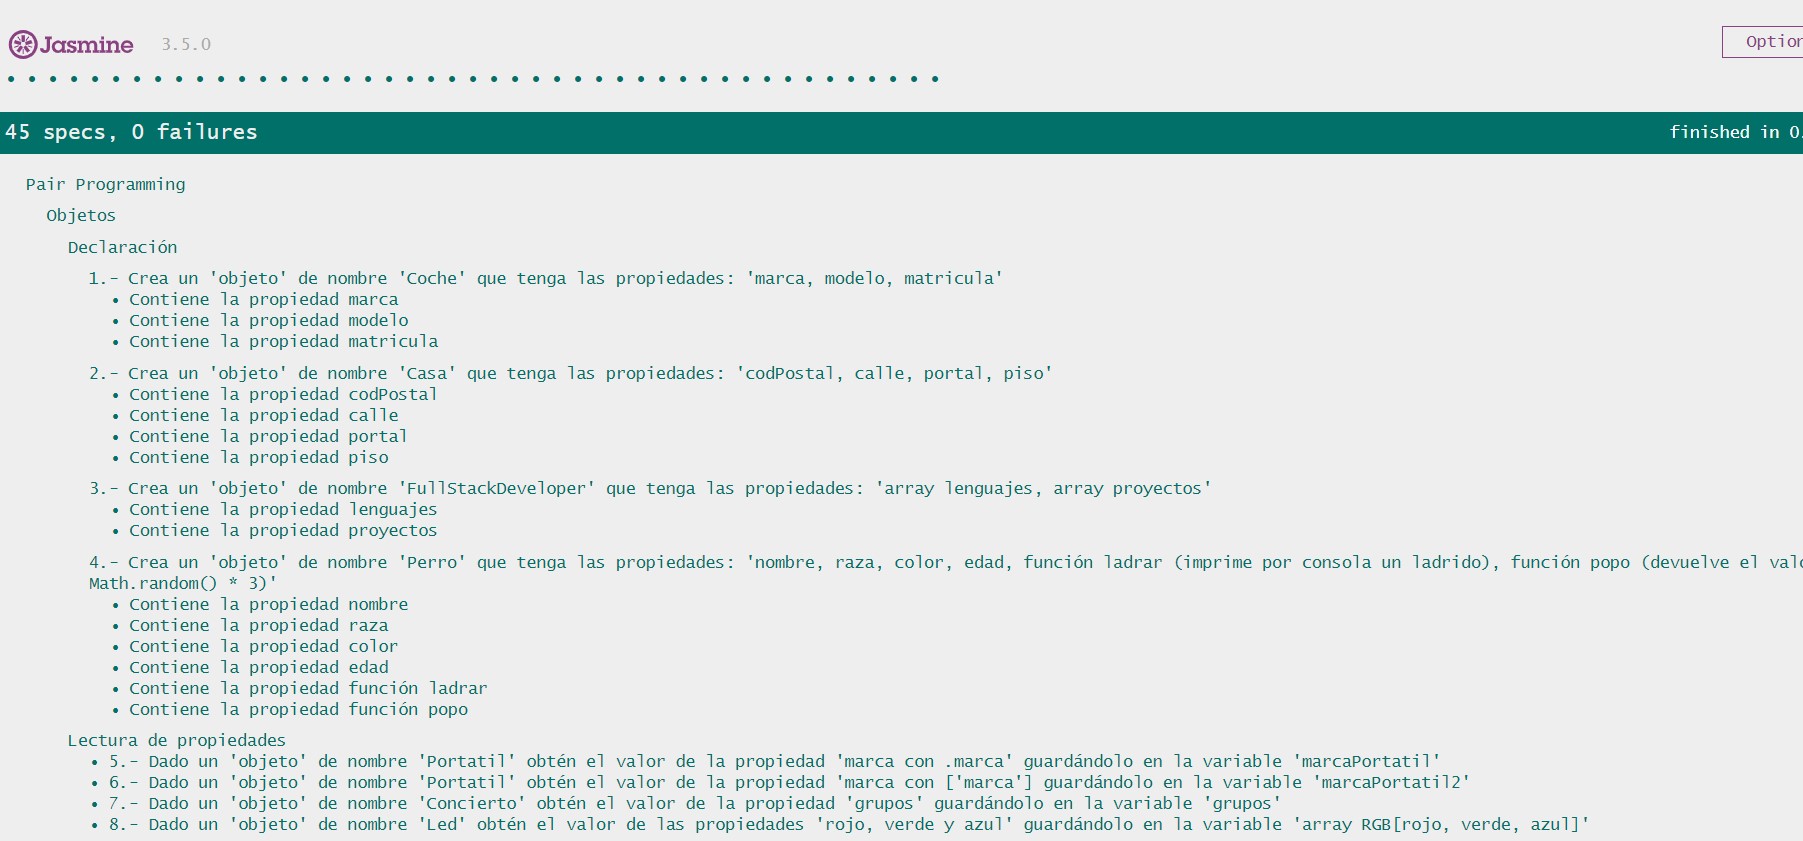 Jasmine 3.5.0
Option
45 specs, 0 failures
finished in 0.
Pair Programming
Objetos
Declaración
1.- Crea un 'objeto' de nombre 'Coche' que tenga las propiedades: 'marca, modelo, matricula'
• Contiene la propiedad marca
• Contiene la propiedad modelo
• Contiene la propiedad matricula
2.- Crea un 'objeto' de nombre 'Casa' que tenga las propiedades: 'codPostal, calle, portal, piso'
• Contiene la propiedad codPostal
• Contiene la propiedad calle
• Contiene la propiedad portal
• Contiene la propiedad piso
3.- Crea un 'objeto' de nombre 'FullStackDeveloper' que tenga las propiedades: 'array lenguajes, array proyectos'
• Contiene la propiedad lenguajes
• Contiene la propiedad proyectos
4.- Crea un 'objeto' de nombre 'Perro' que tenga las propiedades: 'nombre, raza, color, edad, función ladrar (imprime por consola un ladrido), función popo (devuelve el valo
Math.random() * 3)'
• Contiene la propiedad nombre
• Contiene la propiedad raza
• Contiene la propiedad color
• Contiene la propiedad edad
• Contiene la propiedad función ladrar
• Contiene la propiedad función popo
Lectura de propiedades
• 5.- Dado un 'objeto' de nombre 'Portatil' obtén el valor de la propiedad 'marca con .marca' guardándolo en la variable 'marcaPortatil'
• 6.- Dado un 'objeto' de nombre 'Portatil' obtén el valor de la propiedad 'marca con ['marca'] guardándolo en la variable 'marcaPortatil2'
• 7.- Dado un 'objeto' de nombre 'Concierto' obtén el valor de la propiedad 'grupos' guardándolo en la variable 'grupos'
• 8.- Dado un 'objeto' de nombre 'Led' obtén el valor de las propiedades 'rojo, verde y azul' guardándolo en la variable 'array RGB[rojo, verde, azul]'